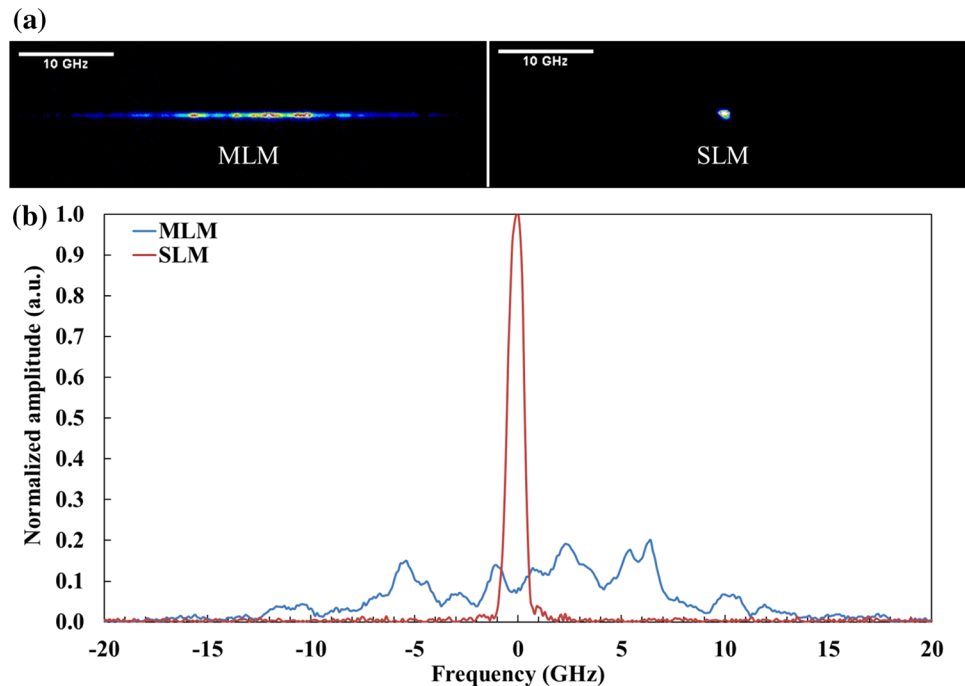 (a)
10 GHz
10 GHz
MLM
SLM
(b)
MLM
SLM
Normalized amplitude (a.u.)
1.0
0.9
0.8
0.7
0.6
0.5
0.4
0.3
0.2
0.1
0.0
-20
-15
-10
-5
0
5
10
15
20
Frequency (GHz)